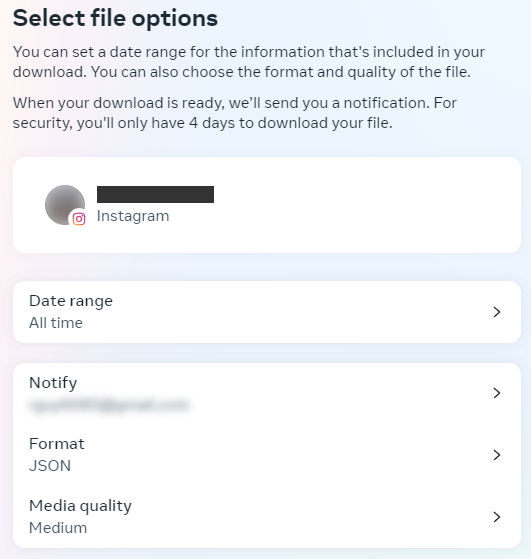 Select file options
You can set a date range for the information that's included in your
download. You can also choose the format and quality of the file.
When your download is ready, we'll send you a notification. For
security, you'll only have 4 days to download your file.
Instagram
Date range
All time
Notify
Format
JSON
Media quality
Medium